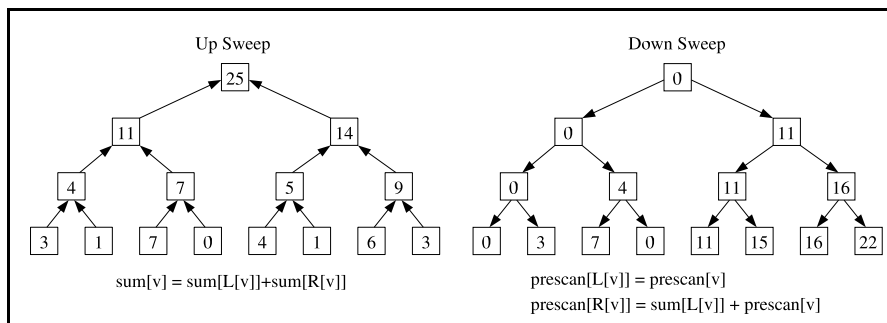 Up Sweep
Down Sweep
25
0
11 14
0 11
4 7 5 9
0 4 11 16
3 1 7 0 4 1 6 3
0 3 7 0 11 15 16 22
sum[v] = sum[L[v]]+sum[R[v]]
prescan[L[v]] = prescan[v]
prescan[R[v]] = sum[L[v]] + prescan[v]